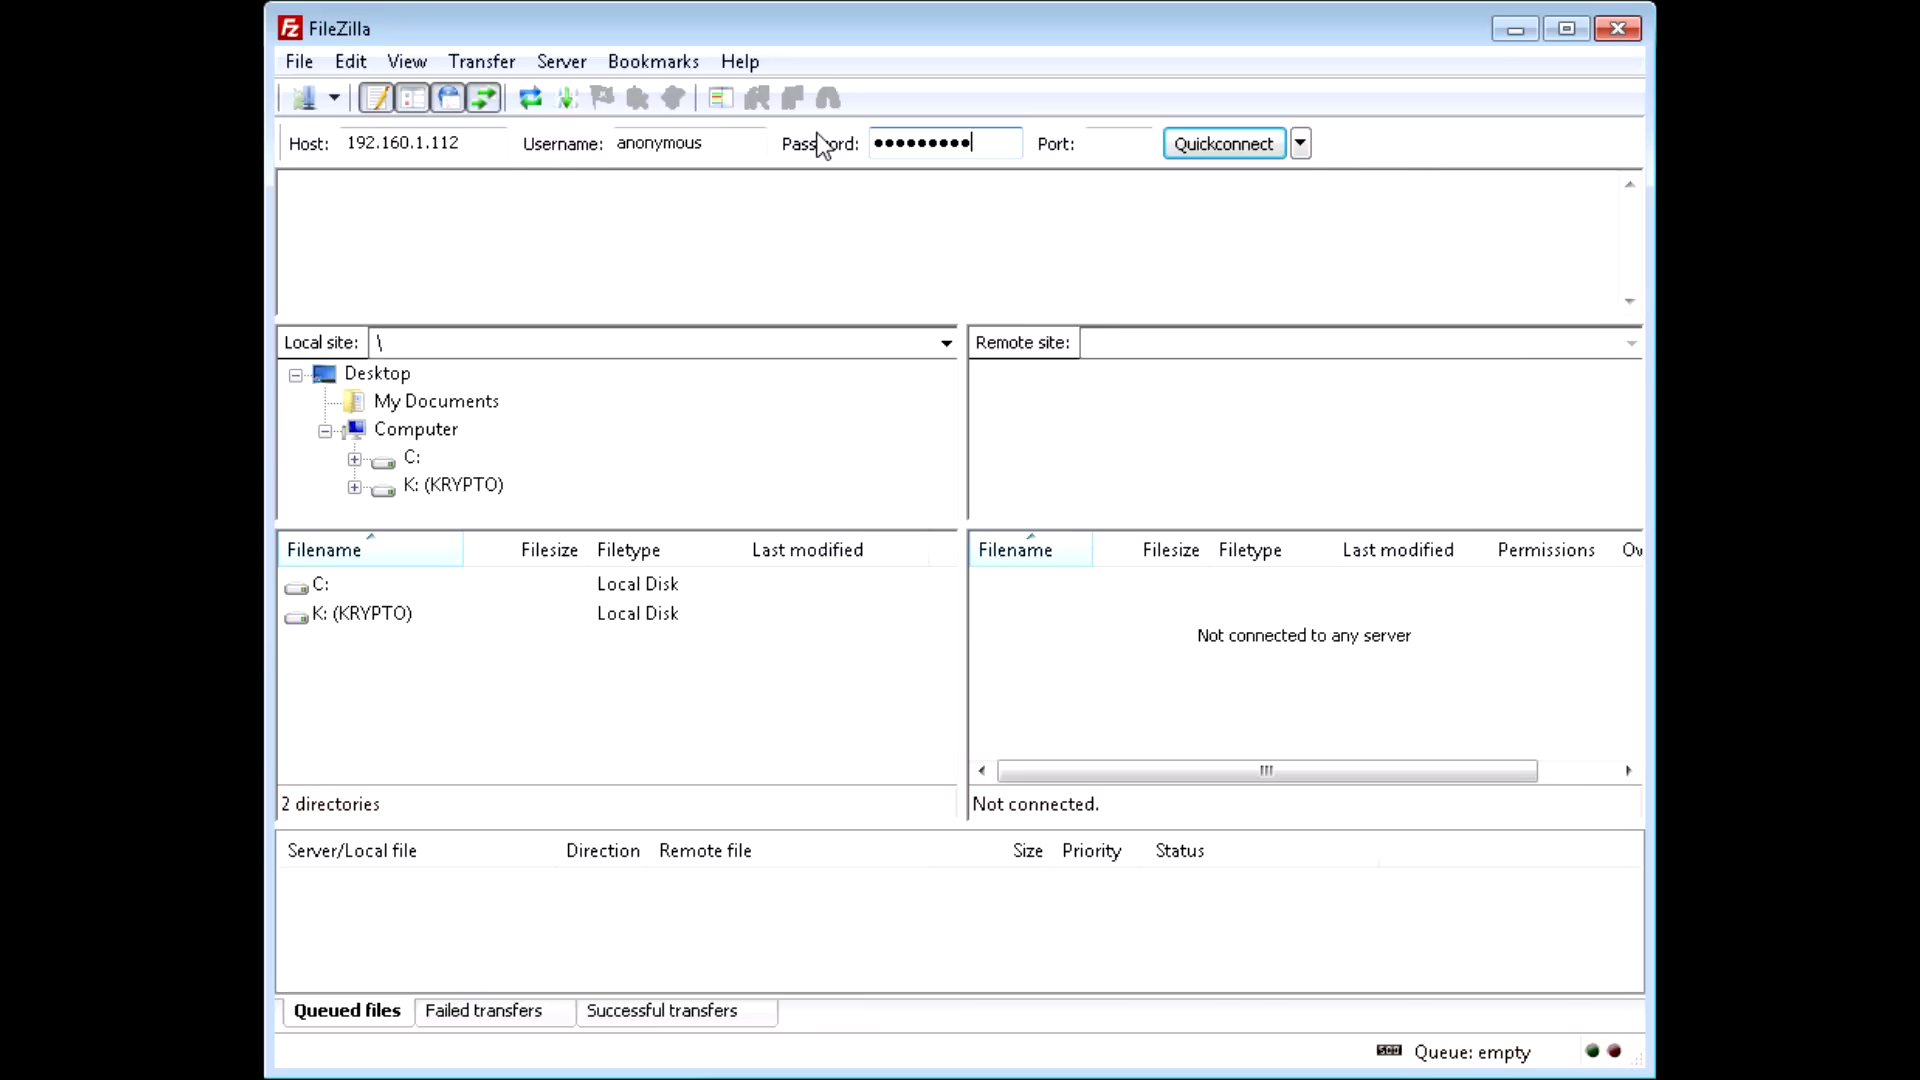 FileZilla
File Edit View Transfer Server Bookmarks Help
Host: 192.160.1.112 Username: anonymous Password: ●●●●●●●●● Port: Quickconnect
Local site: \
Remote site:
Desktop
My Documents
Computer
C:
K: (KRYPTO)
Filename Filesize Filetype Last modified
C: Local Disk
K: (KRYPTO) Local Disk
2 directories
Filename Filesize Filetype Last modified Permissions Ow
Not connected to any server
Not connected.
Server/Local file Direction Remote file Size Priority Status
Queued files Failed transfers Successful transfers
Queue: empty